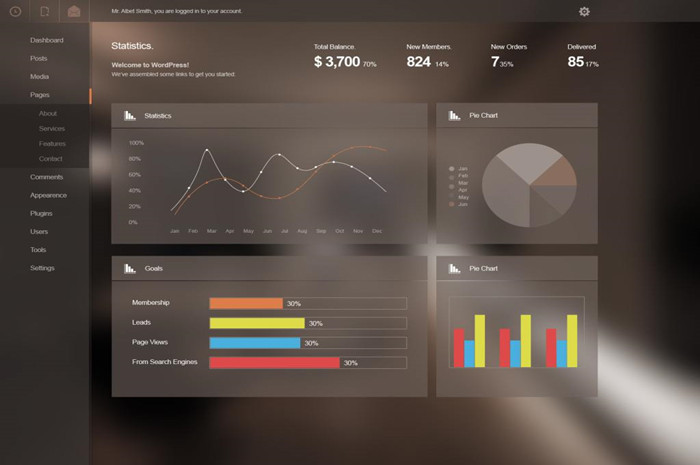 Mr. Albet Smith, you are logged in to your account.
Dashboard
Posts
Media
Pages
About
Services
Features
Contact
Comments
Appearence
Plugins
Users
Tools
Settings
Statistics.
Welcome to WordPress!
We've assembled some links to get you started:
Total Balance.
$ 3,700 70%
New Members.
824 14%
New Orders
7 35%
Delivered
85 17%
Statistics
100%
80%
60%
40%
20%
0%
Jan Feb Mar Apr May Jun Jul Aug Sep Oct Nov Dec
Pie Chart
Jan
Feb
Mar
Apr
May
Jun
Goals
Membership 30%
Leads 30%
Page Views 30%
From Search Engines 30%
Pie Chart